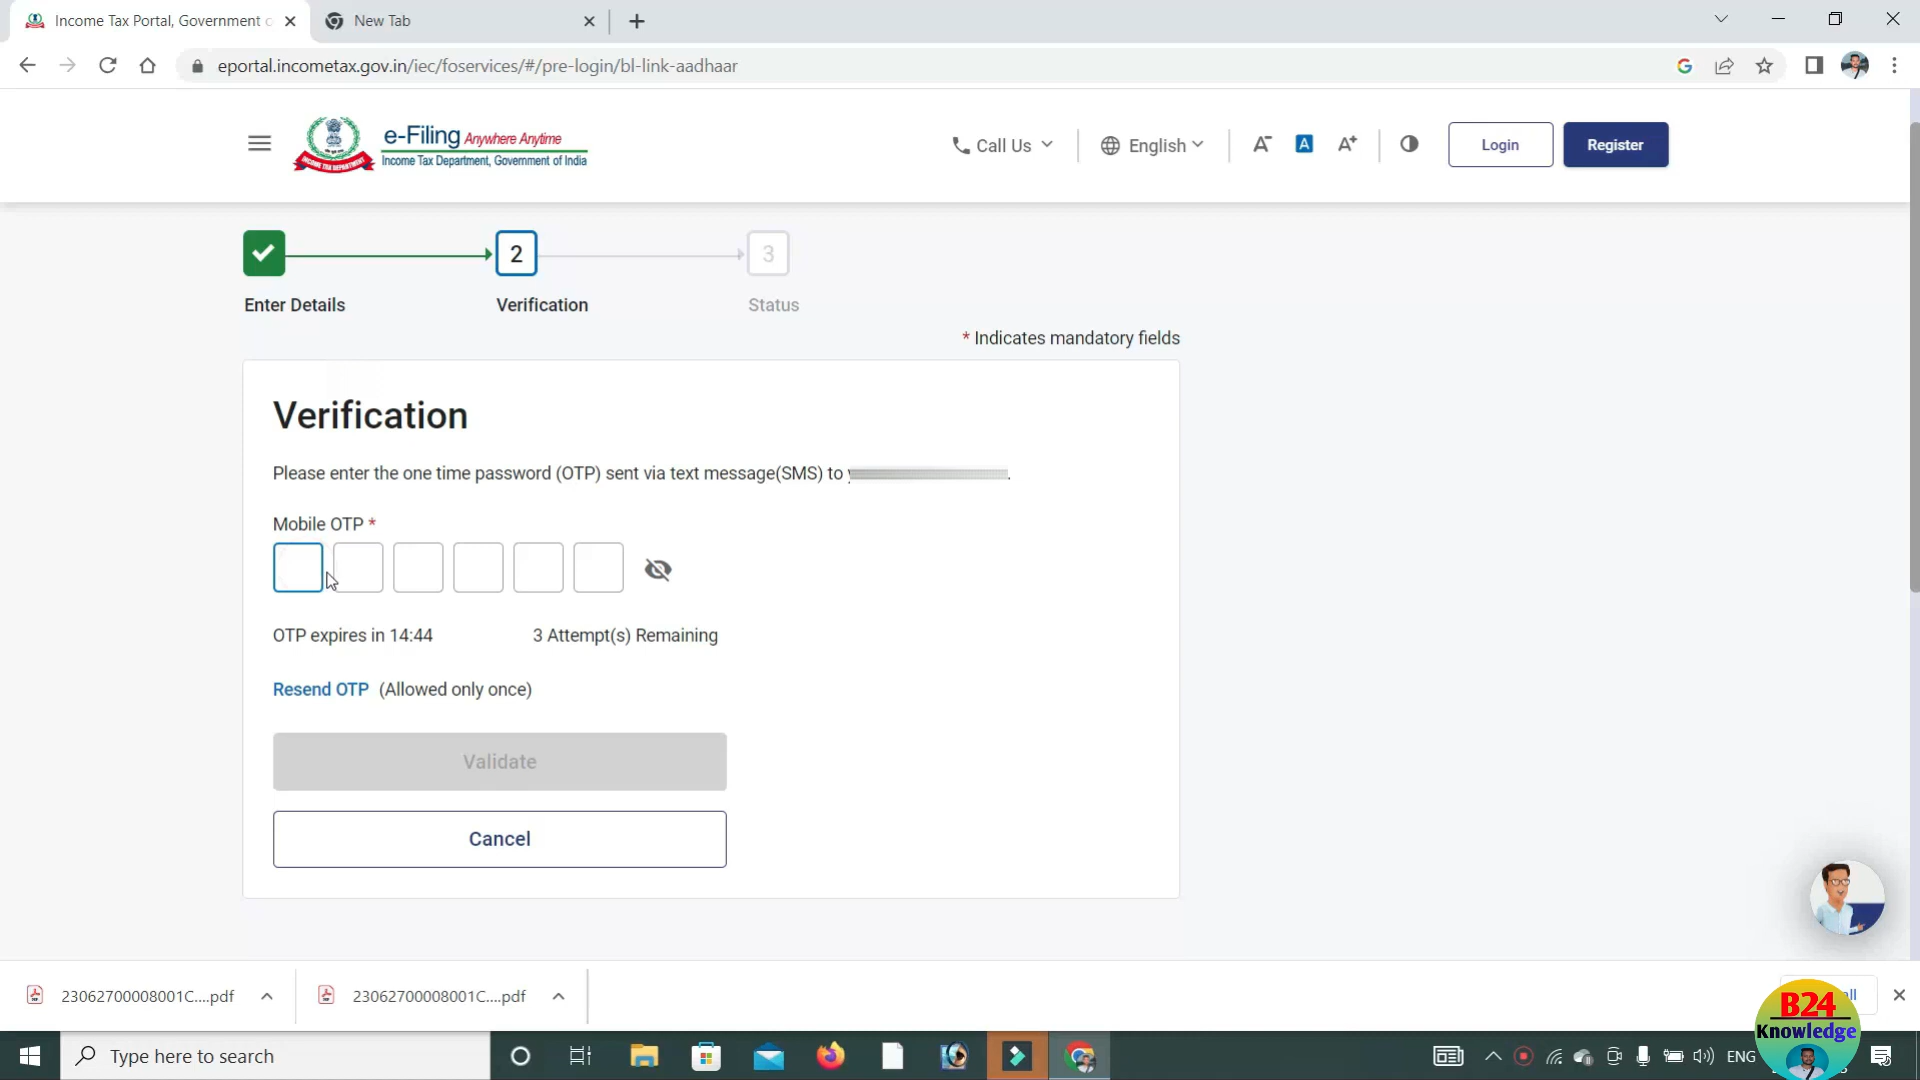 Income Tax Portal, Government o
New Tab
eportal.incometax.gov.in/iec/foservices/#/pre-login/bl-link-aadhaar
e-Filing Anywhere Anytime
Income Tax Department, Government of India
Call Us
English
A-
A
A+
Login
Register
2
3
Enter Details
Verification
Status
* Indicates mandatory fields
Verification
Please enter the one time password (OTP) sent via text message(SMS) to
Mobile OTP *
OTP expires in 14:44
3 Attempt(s) Remaining
Resend OTP (Allowed only once)
Validate
Cancel
23062700008001C....pdf
23062700008001C....pdf
B24
Knowledge
Type here to search
ENG